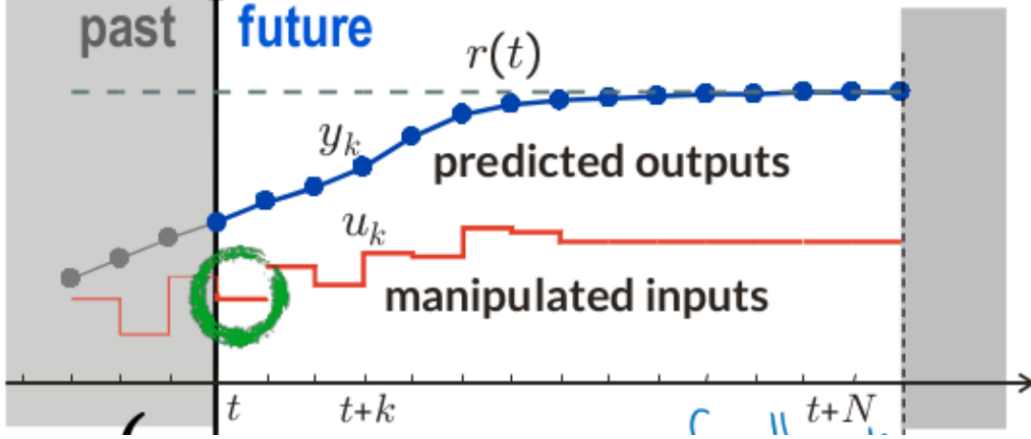 past future
r(t)
y_k
predicted outputs
u_k
manipulated inputs
t t+k t+N